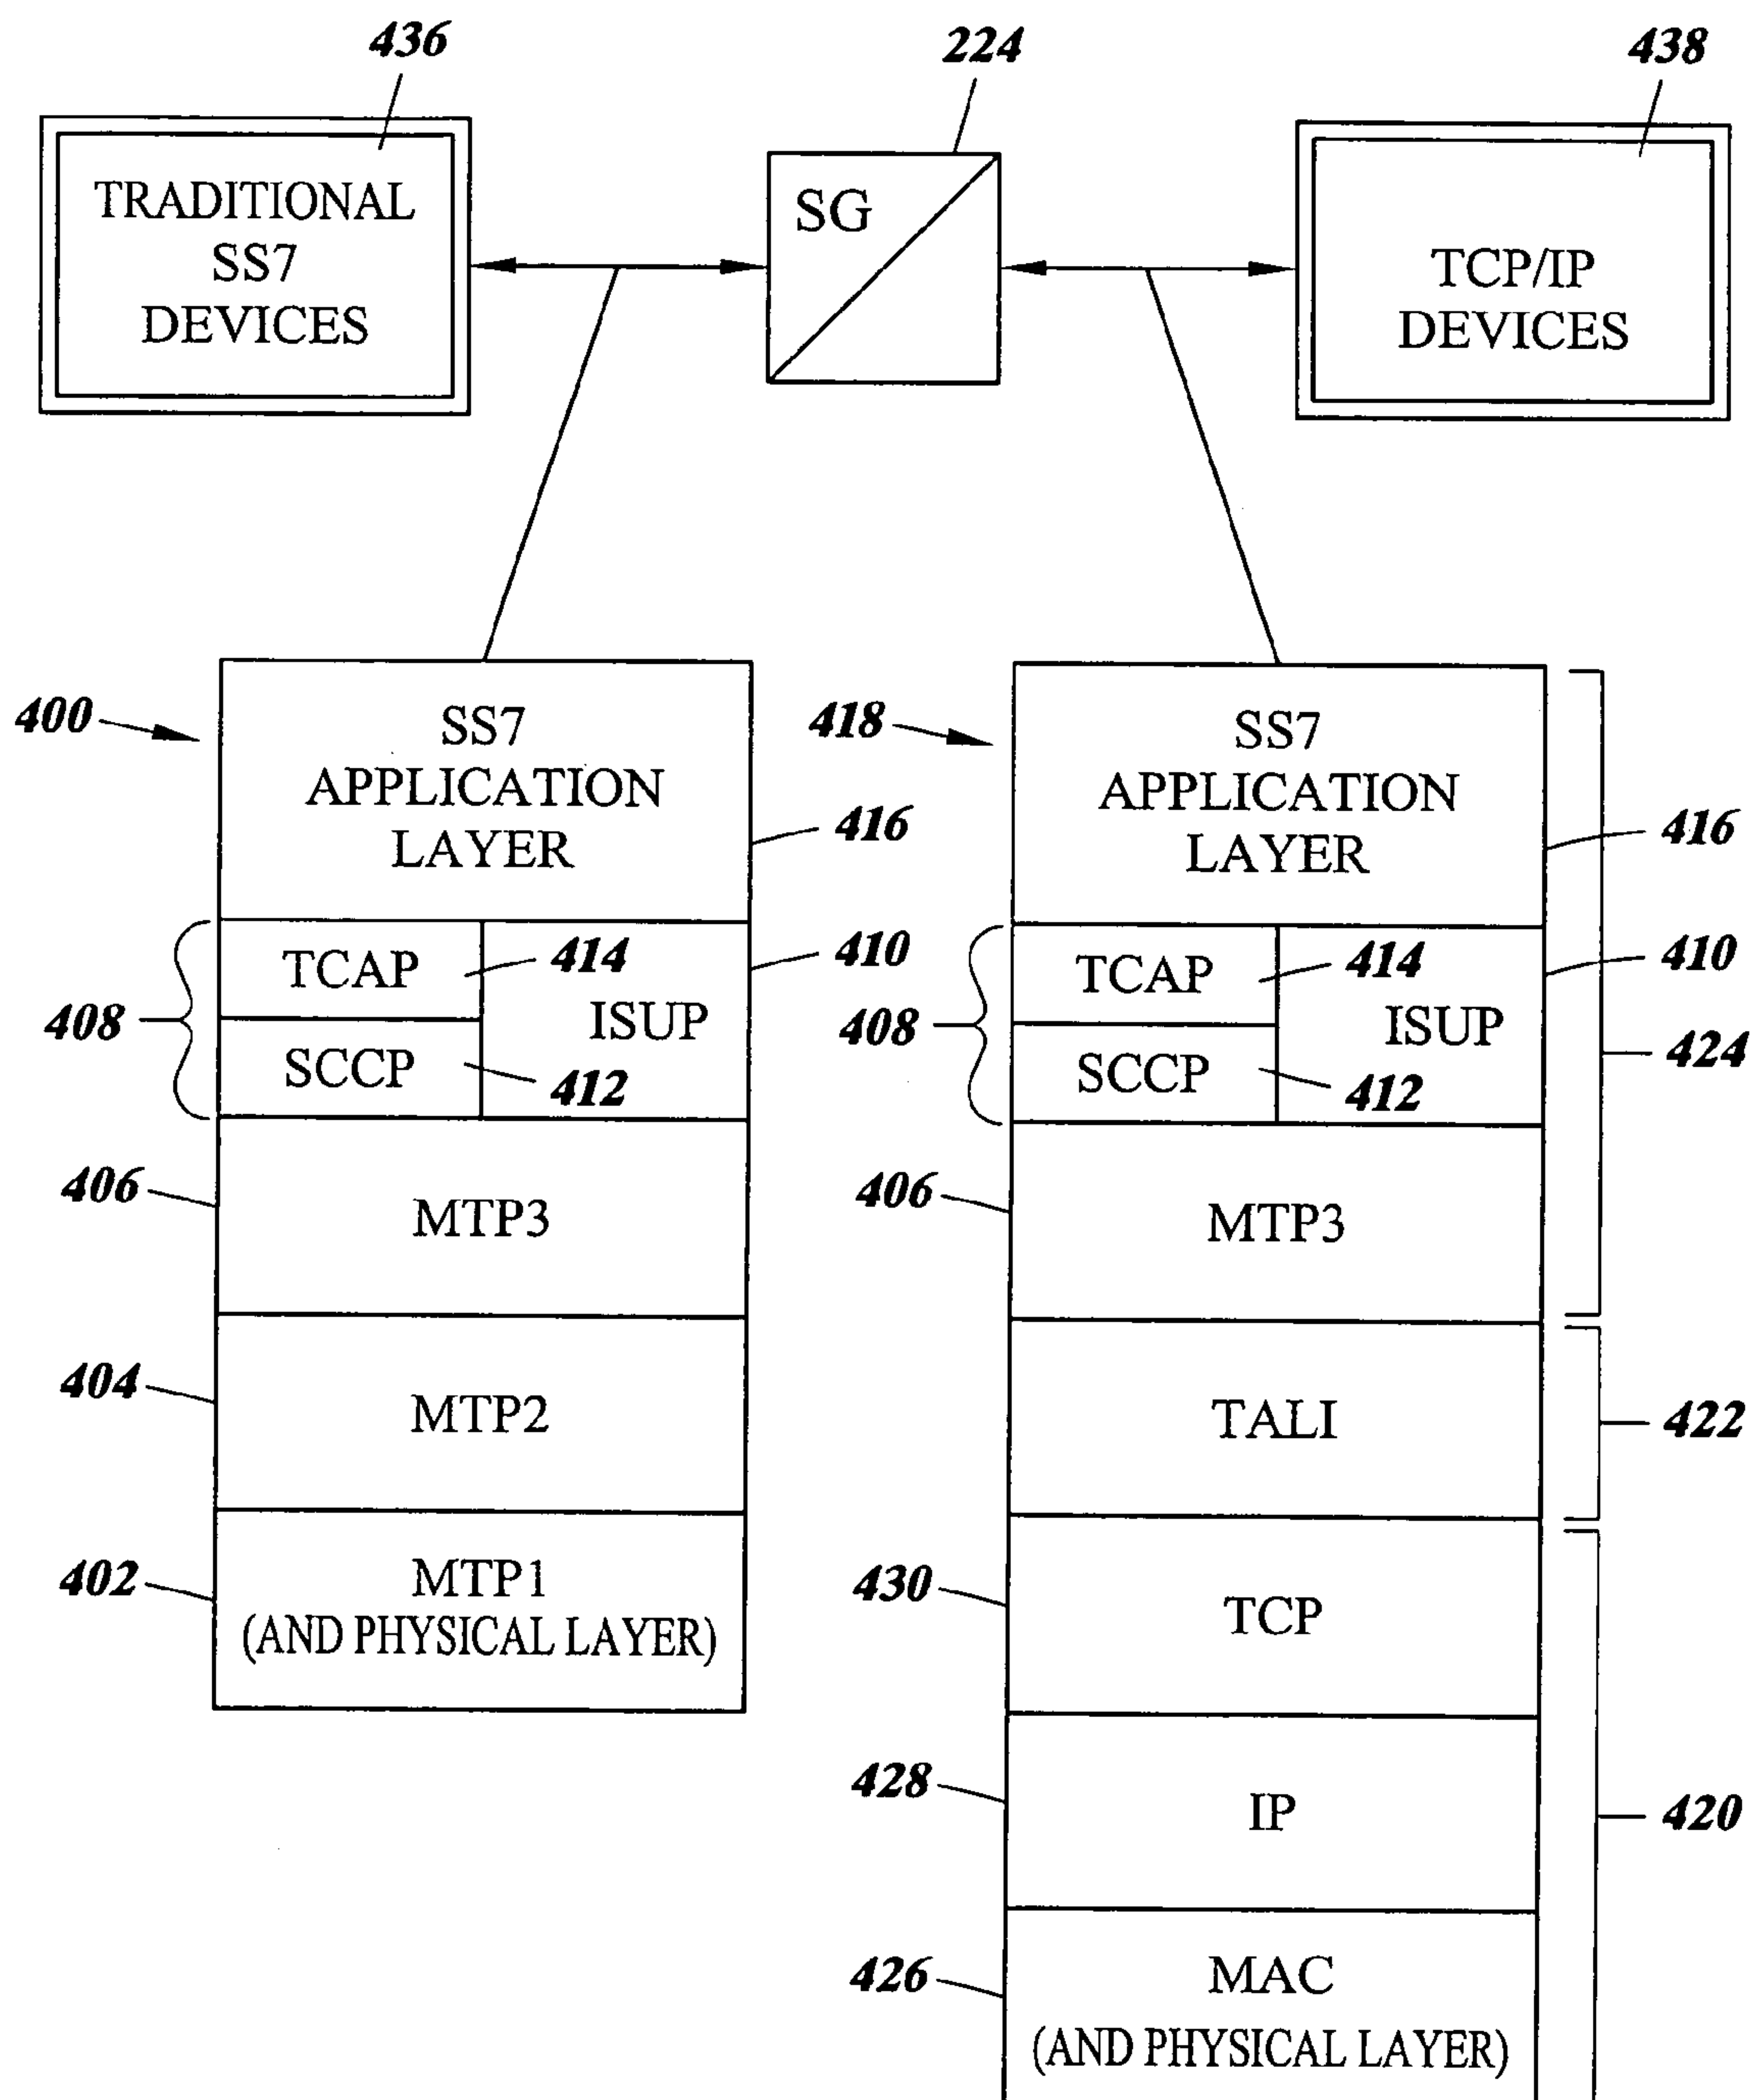 436
224
438
TRADITIONAL
SS7
DEVICES
SG
TCP/IP
DEVICES
400
SS7
APPLICATION
LAYER
416
408
TCAP
414
SCCP
412
ISUP
410
406
MTP3
404
MTP2
402
MTP1
(AND PHYSICAL LAYER)
418
SS7
APPLICATION
LAYER
416
408
TCAP
414
SCCP
412
ISUP
410
424
406
MTP3
TALI
422
430
TCP
428
IP
420
426
MAC
(AND PHYSICAL LAYER)